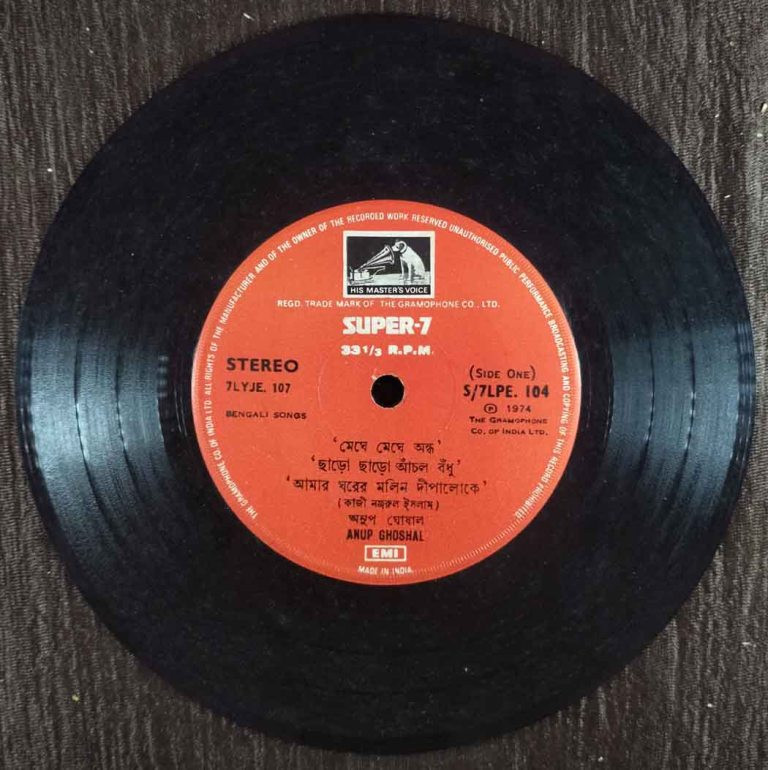 THE GRAMOPHONE CO. OF INDIA LTD. ALL RIGHTS OF THE MANUFACTURER AND OF THE OWNER OF THE RECORDED WORK RESERVED UNAUTHORISED PUBLIC PERFORMANCE BROADCASTING AND COPYING OF THIS RECORD PROHIBITED.
HIS MASTER'S VOICE
REGD. TRADE MARK OF THE GRAMOPHONE CO., LTD.
SUPER-7
33 1/3 R.P.M.
STEREO
7LYJE. 107
BENGALI SONGS
(SIDE ONE)
S/7LPE. 104
Ⓟ 1974
THE GRAMOPHONE
CO. OF INDIA LTD.
'মেঘে মেঘে অন্ধ'
'ছাড়ো ছাড়ো আঁচল বঁধু'
'আমার ঘরের মলিন দীপালোকে'
(কাজী নজরুল ইসলাম)
অনুপ ঘোষাল
ANUP GHOSHAL
EMI
MADE IN INDIA